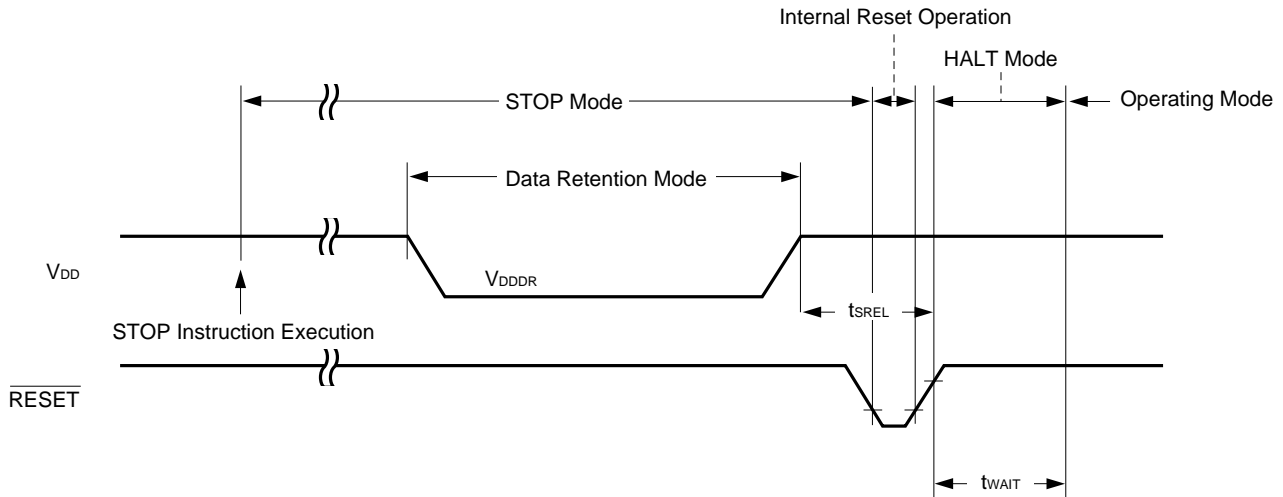 Internal Reset Operation
HALT Mode
STOP Mode
Operating Mode
Data Retention Mode
VDD
VDDDR
STOP Instruction Execution
tSREL
RESET
tWAIT